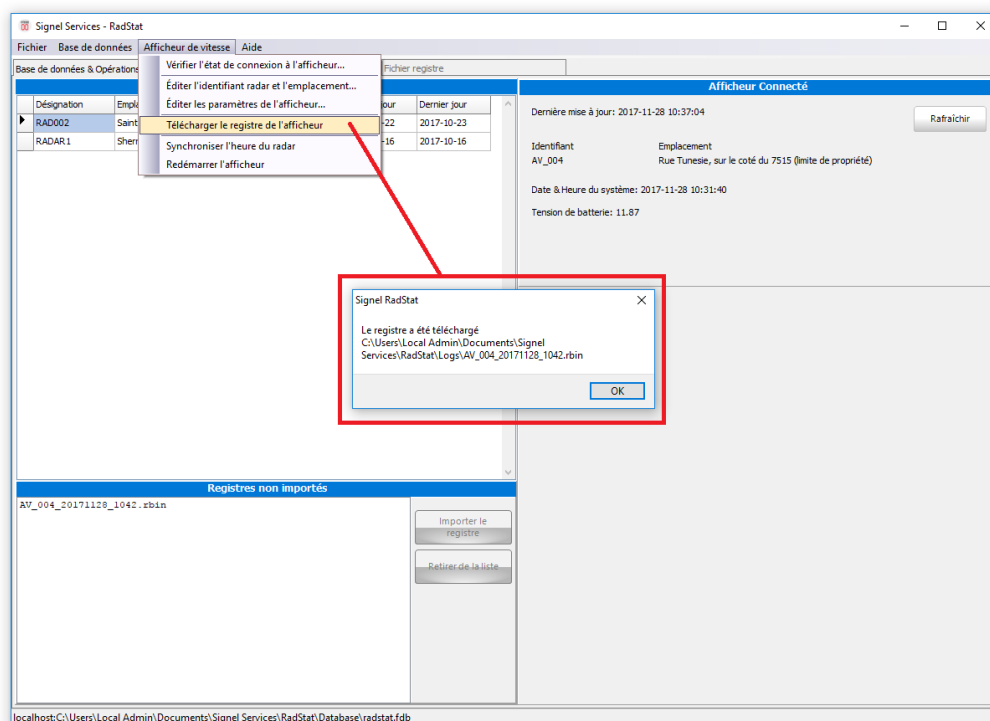 Signel Services - RadStat
Fichier Base de données Afficheur de vitesse Aide
Base de données & Opérations
Fichier registre
Vérifier l'état de connexion à l'afficheur...
Éditer l'identifiant radar et l'emplacement...
Éditer les paramètres de l'afficheur...
Télécharger le registre de l'afficheur
Synchroniser l'heure du radar
Redémarrer l'afficheur
Désignation Empla jour Dernier jour
RAD002 Saint -22 2017-10-23
RADAR1 Sherr -16 2017-10-16
Afficheur Connecté
Dernière mise à jour: 2017-11-28 10:37:04
Rafraîchir
Identifiant Emplacement
AV_004 Rue Tunesie, sur le coté du 7515 (limite de propriété)
Date & Heure du système: 2017-11-28 10:31:40
Tension de batterie: 11.87
Signel RadStat
Le registre a été téléchargé
C:\Users\Local Admin\Documents\Signel
Services\RadStat\Logs\AV_004_20171128_1042.rbin
OK
Registres non importés
AV_004_20171128_1042.rbin
Importer le
registre
Retirer de la liste
localhost:C:\Users\Local Admin\Documents\Signel Services\RadStat\Database\radstat.fdb